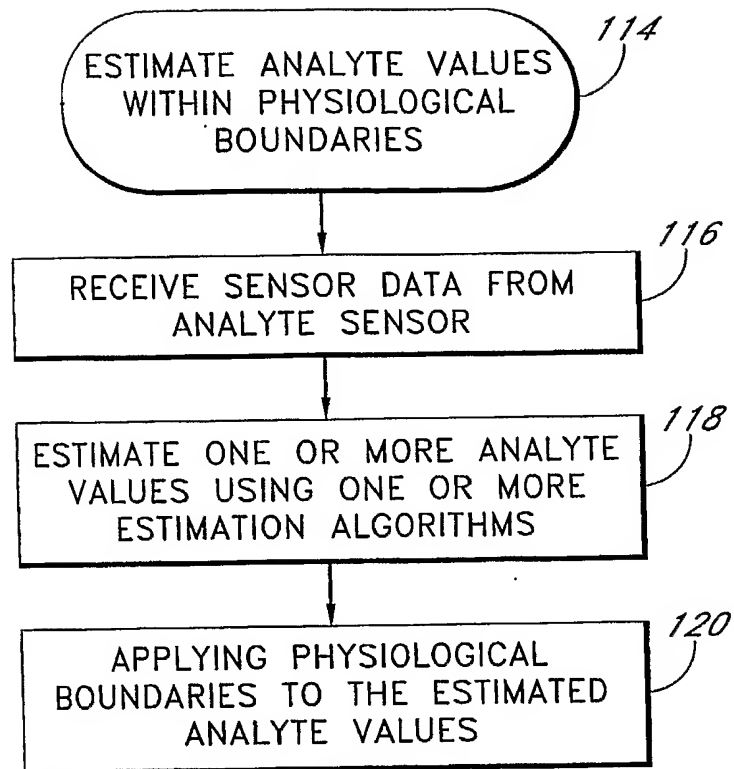 114
ESTIMATE ANALYTE VALUES
WITHIN PHYSIOLOGICAL
BOUNDARIES
116
RECEIVE SENSOR DATA FROM
ANALYTE SENSOR
118
ESTIMATE ONE OR MORE ANALYTE
VALUES USING ONE OR MORE
ESTIMATION ALGORITHMS
120
APPLYING PHYSIOLOGICAL
BOUNDARIES TO THE ESTIMATED
ANALYTE VALUES